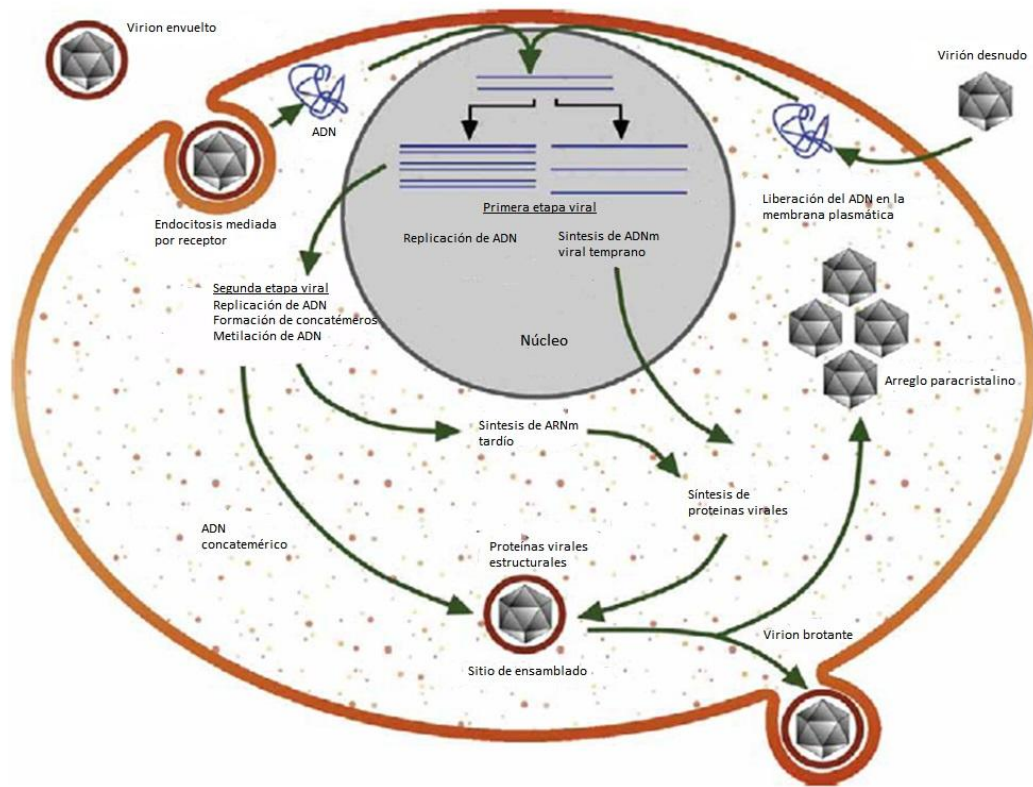 Virion envuelto
Virión desnudo
ADN
Endocitosis mediada
por receptor
Liberación del ADN en la
membrana plasmática
Primera etapa viral
Replicación de ADN
Sintesis de ADNm
viral temprano
Segunda etapa viral
Replicación de ADN
Formación de concatémeros
Metilación de ADN
Núcleo
Arreglo paracristalino
Sintesis de ARNm
tardío
Síntesis de
proteinas virales
ADN
concatemérico
Proteínas virales
estructurales
Sitio de ensamblado
Virion brotante